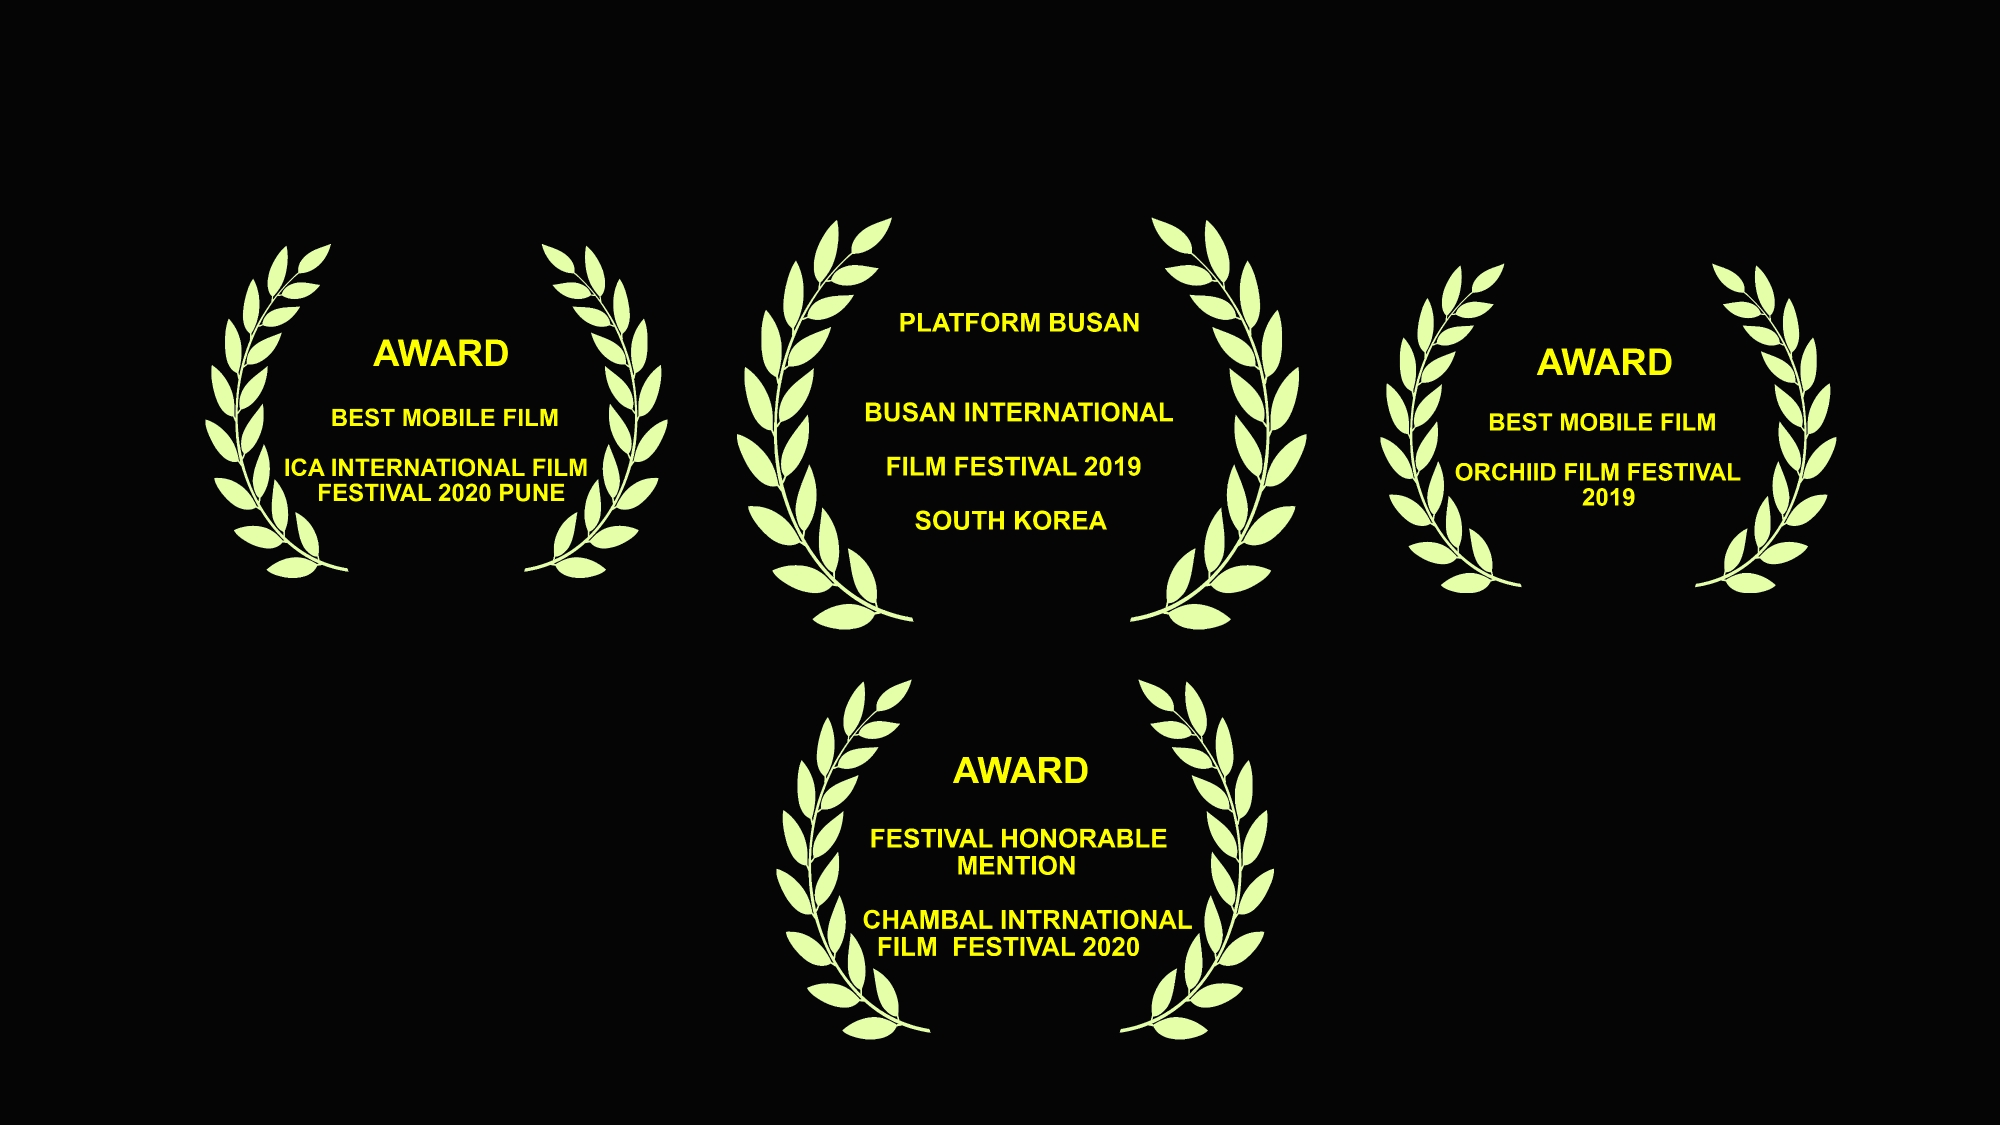 AWARD
BEST MOBILE FILM
ICA INTERNATIONAL FILM
FESTIVAL 2020 PUNE
PLATFORM BUSAN
BUSAN INTERNATIONAL
FILM FESTIVAL 2019
SOUTH KOREA
AWARD
BEST MOBILE FILM
ORCHIID FILM FESTIVAL
2019
AWARD
FESTIVAL HONORABLE
MENTION
CHAMBAL INTRNATIONAL
FILM  FESTIVAL 2020